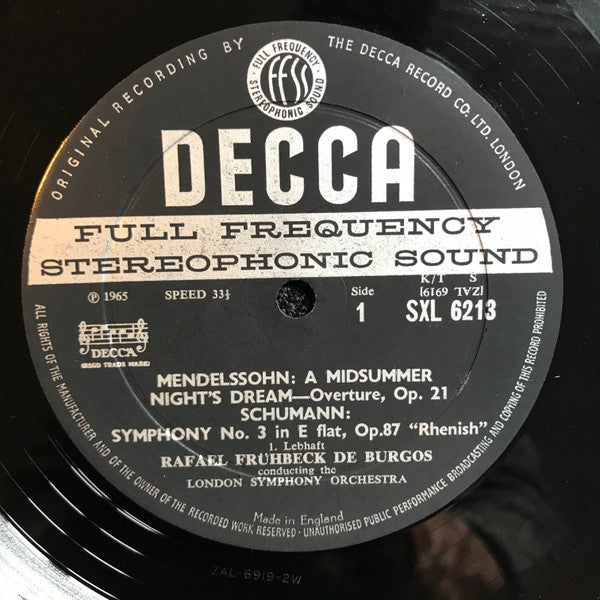 ORIGINAL RECORDING BY THE DECCA RECORD CO. LTD. LONDON
FULL FREQUENCY
ffss
STEREOPHONIC SOUND
DECCA
FULL FREQUENCY
STEREOPHONIC SOUND
K/T S
℗ 1965 SPEED 33⅓ Side [ZAL 6919]
1 SXL 6213
DECCA
(REGD TRADE MARK)
MENDELSSOHN: A MIDSUMMER
NIGHT'S DREAM—Overture, Op. 21
SCHUMANN:
SYMPHONY No. 3 in E flat, Op.87 "Rhenish"
1. Lebhaft
RAFAEL FRÜHBECK DE BURGOS
conducting the
LONDON SYMPHONY ORCHESTRA
Made in England
ALL RIGHTS OF THE MANUFACTURER AND OF THE OWNER OF THE RECORDED WORK RESERVED · UNAUTHORISED PUBLIC PERFORMANCE BROADCASTING AND COPYING OF THIS RECORD PROHIBITED
ZAL-6919-2W